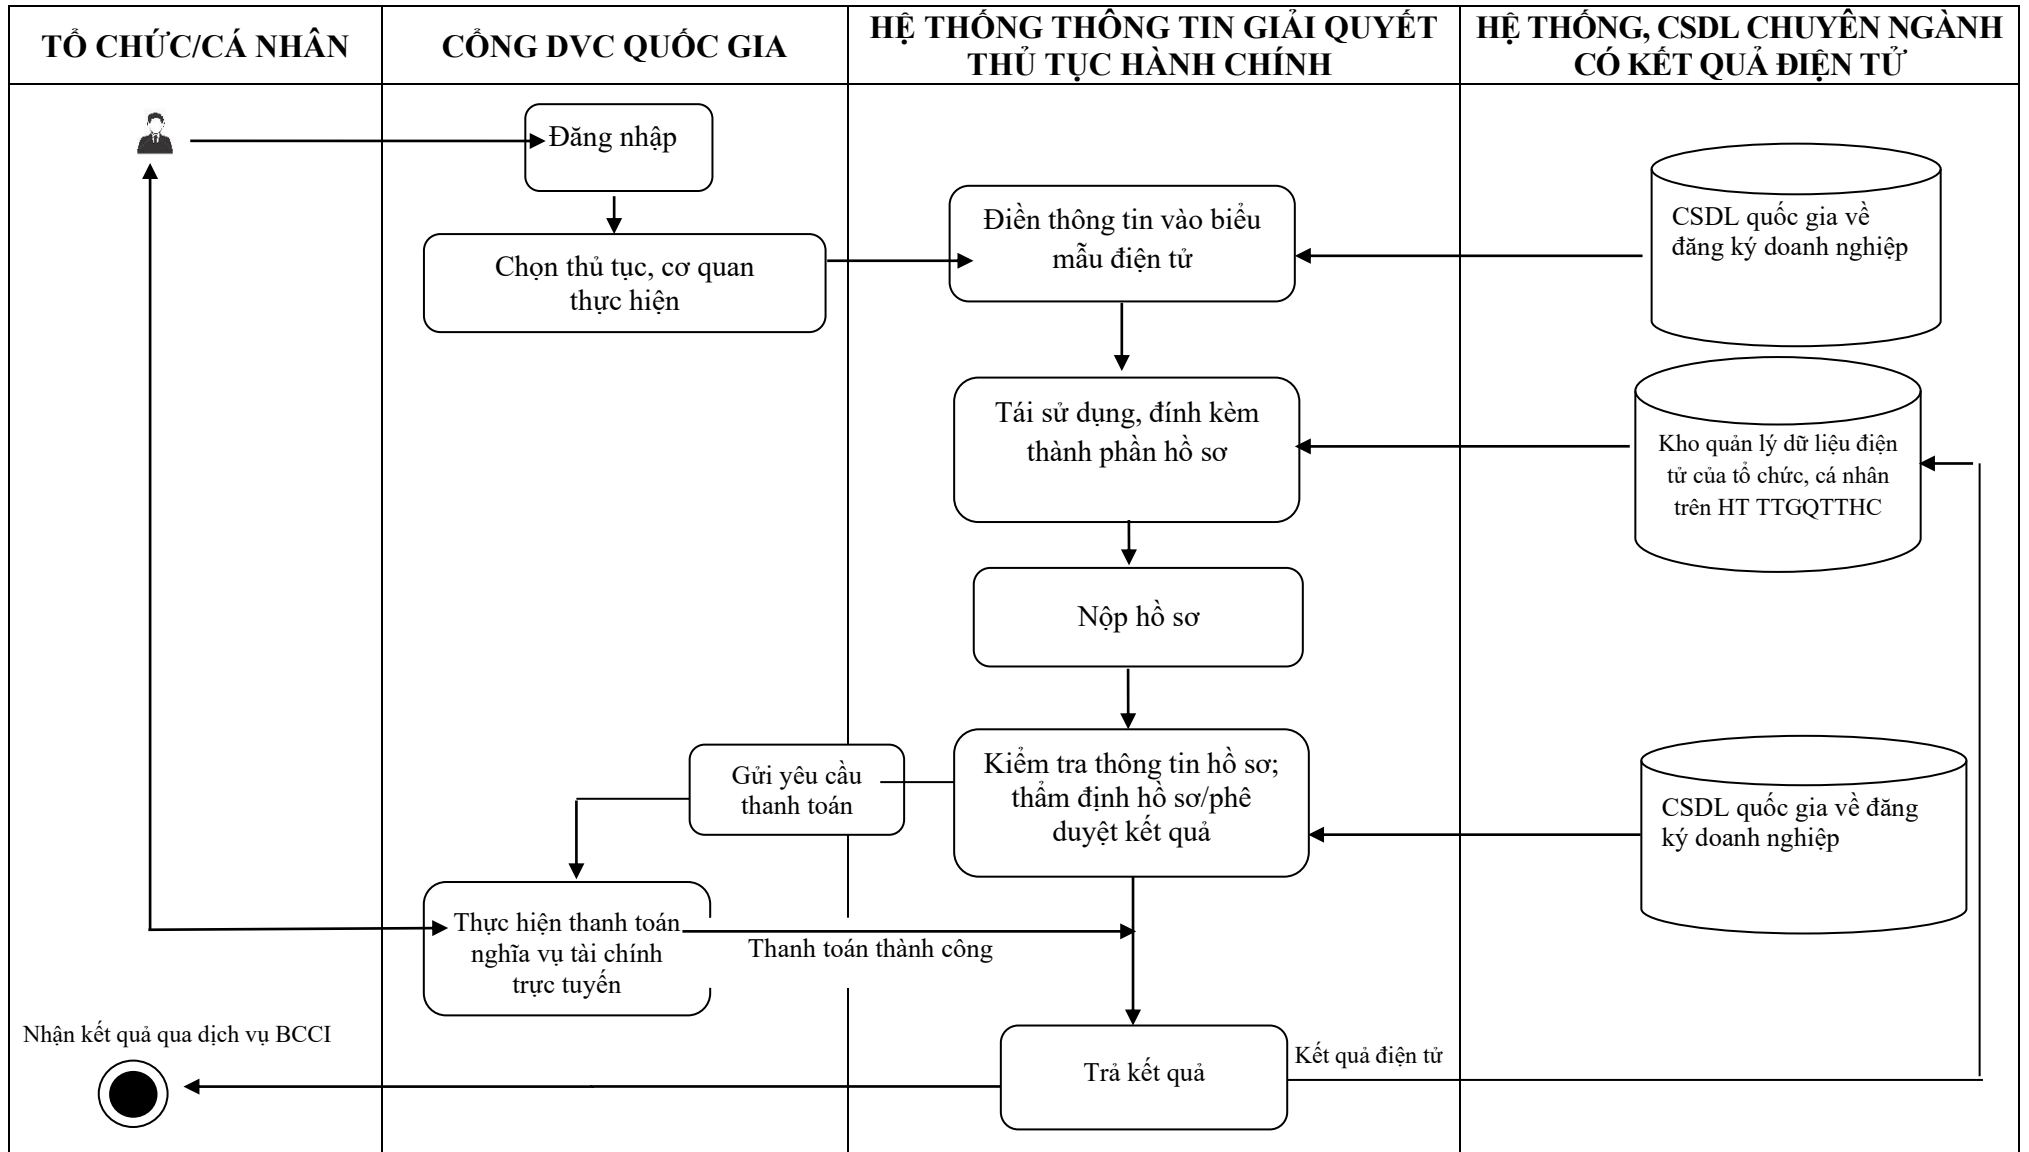 TỔ CHỨC/CÁ NHÂN
CỔNG DVC QUỐC GIA
HỆ THỐNG THÔNG TIN GIẢI QUYẾT
THỦ TỤC HÀNH CHÍNH
HỆ THỐNG, CSDL CHUYÊN NGÀNH
CÓ KẾT QUẢ ĐIỆN TỬ
Đăng nhập
Chọn thủ tục, cơ quan
thực hiện
Điền thông tin vào biểu
mẫu điện tử
CSDL quốc gia về
đăng ký doanh nghiệp
Tái sử dụng, đính kèm
thành phần hồ sơ
Kho quản lý dữ liệu điện
tử của tổ chức, cá nhân
trên HT TTGQTTHC
Nộp hồ sơ
Gửi yêu cầu
thanh toán
Kiểm tra thông tin hồ sơ;
thẩm định hồ sơ/phê
duyệt kết quả
CSDL quốc gia về đăng
ký doanh nghiệp
Thực hiện thanh toán
nghĩa vụ tài chính
trực tuyến
Thanh toán thành công
Nhận kết quả qua dịch vụ BCCI
Trả kết quả
Kết quả điện tử